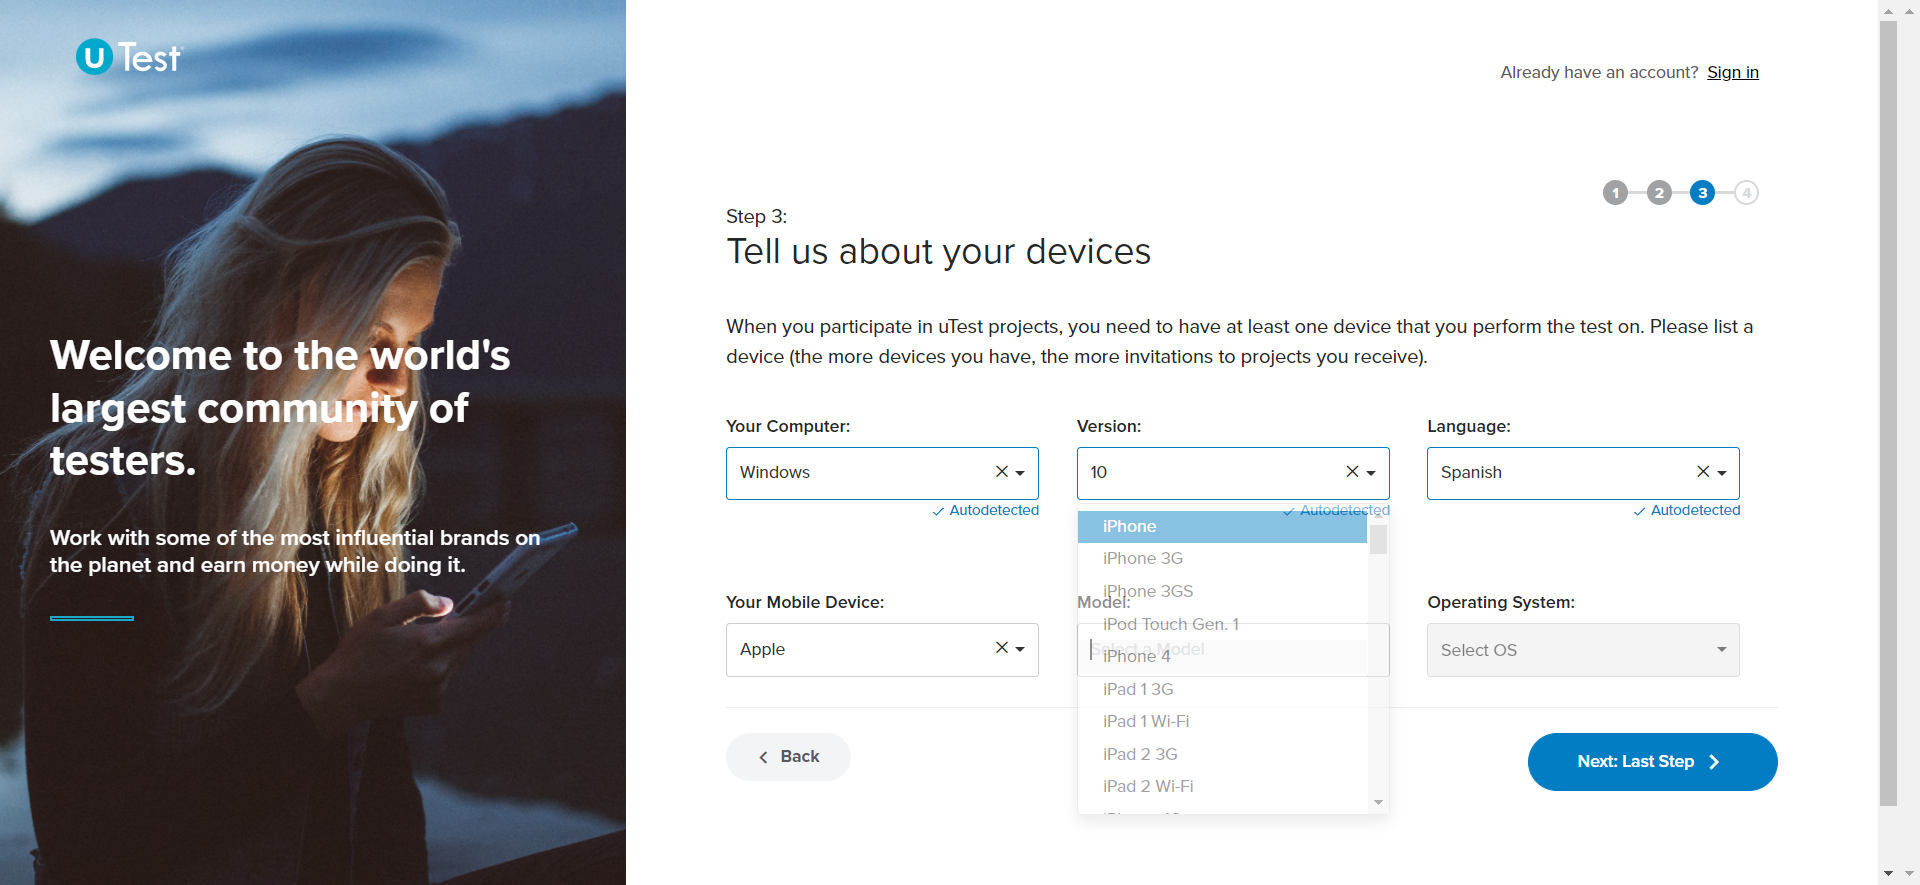 U Test
Already have an account? Sign in
1 2 3 4
Step 3:
Tell us about your devices
When you participate in uTest projects, you need to have at least one device that you perform the test on. Please list a
device (the more devices you have, the more invitations to projects you receive).
Welcome to the world's
largest community of
testers.
Work with some of the most influential brands on
the planet and earn money while doing it.
Your Computer:
Version:
Language:
Windows
10
Spanish
Autodetected
Autodetected
Autodetected
iPhone
iPhone 3G
iPhone 3GS
iPod Touch Gen. 1
iPhone 4
iPad 1 3G
iPad 1 Wi-Fi
iPad 2 3G
iPad 2 Wi-Fi
Your Mobile Device:
Model:
Operating System:
Apple
Select a Model
Select OS
Back
Next: Last Step